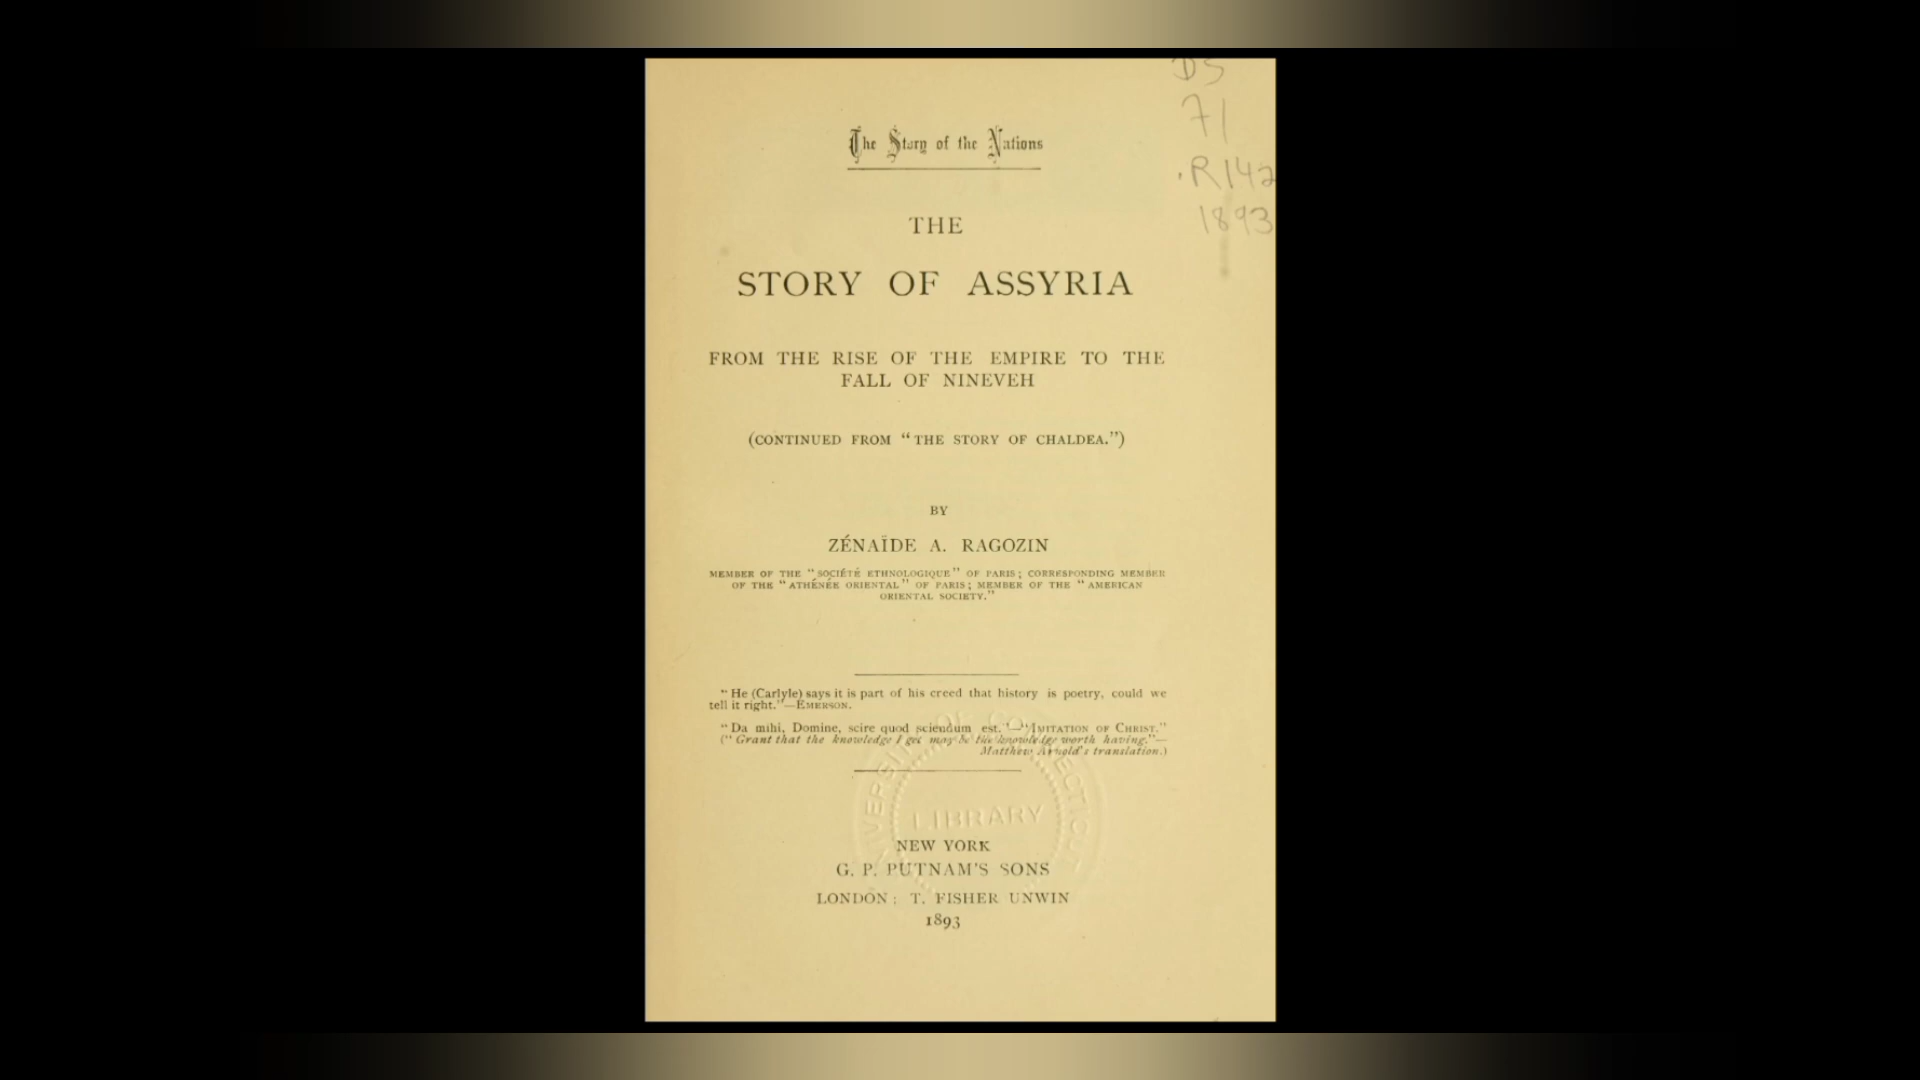 DS
71
.R142
1893
The Story of the Nations
THE
STORY OF ASSYRIA
FROM THE RISE OF THE EMPIRE TO THE
FALL OF NINEVEH
(CONTINUED FROM "THE STORY OF CHALDEA.")
BY
ZÉNAÏDE A. RAGOZIN
MEMBER OF THE "SOCIÉTÉ ETHNOLOGIQUE" OF PARIS; CORRESPONDING MEMBER
OF THE "ATHÉNÉE ORIENTAL" OF PARIS; MEMBER OF THE "AMERICAN
ORIENTAL SOCIETY."
"He (Carlyle) says it is part of his creed that history is poetry, could we
tell it right."—EMERSON.
"Da mihi, Domine, scire quod sciendum est."—"IMITATION OF CHRIST."
("Grant that the knowledge I get may be the knowledge worth having."—
Matthew Arnold's translation.)
LIBRARY
NEW YORK
G. P. PUTNAM'S SONS
LONDON: T. FISHER UNWIN
1893